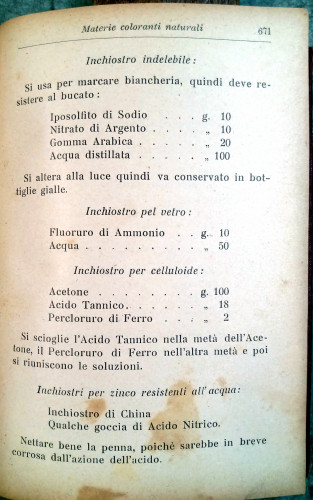 Materie coloranti naturali 671
Inchiostro indelebile:
Si usa per marcare biancheria, quindi deve re-
sistere al bucato:
Iposolfito di Sodio . . . g. 10
Nitrato di Argento . . . „ 10
Gomma Arabica . . . . „ 20
Acqua distillata . . . . „ 100
Si altera alla luce quindi va conservato in bot-
tiglie gialle.
Inchiostro pel vetro:
Fluoruro di Ammonio . . g. 10
Acqua . . . . . . . . . „ 50
Inchiostro per celluloide:
Acetone . . . . . . g. 100
Acido Tannico. . . . . „ 18
Percloruro di Ferro . . . „ 2
Si scioglie l'Acido Tannico nella metà dell'Ace-
tone, il Percloruro di Ferro nell'altra metà e poi
si riuniscono le soluzioni.
Inchiostri per zinco resistenti all'acqua:
Inchiostro di China
Qualche goccia di Acido Nitrico.
Nettare bene la penna, poichè sarebbe in breve
corrosa dall'azione dell'acido.